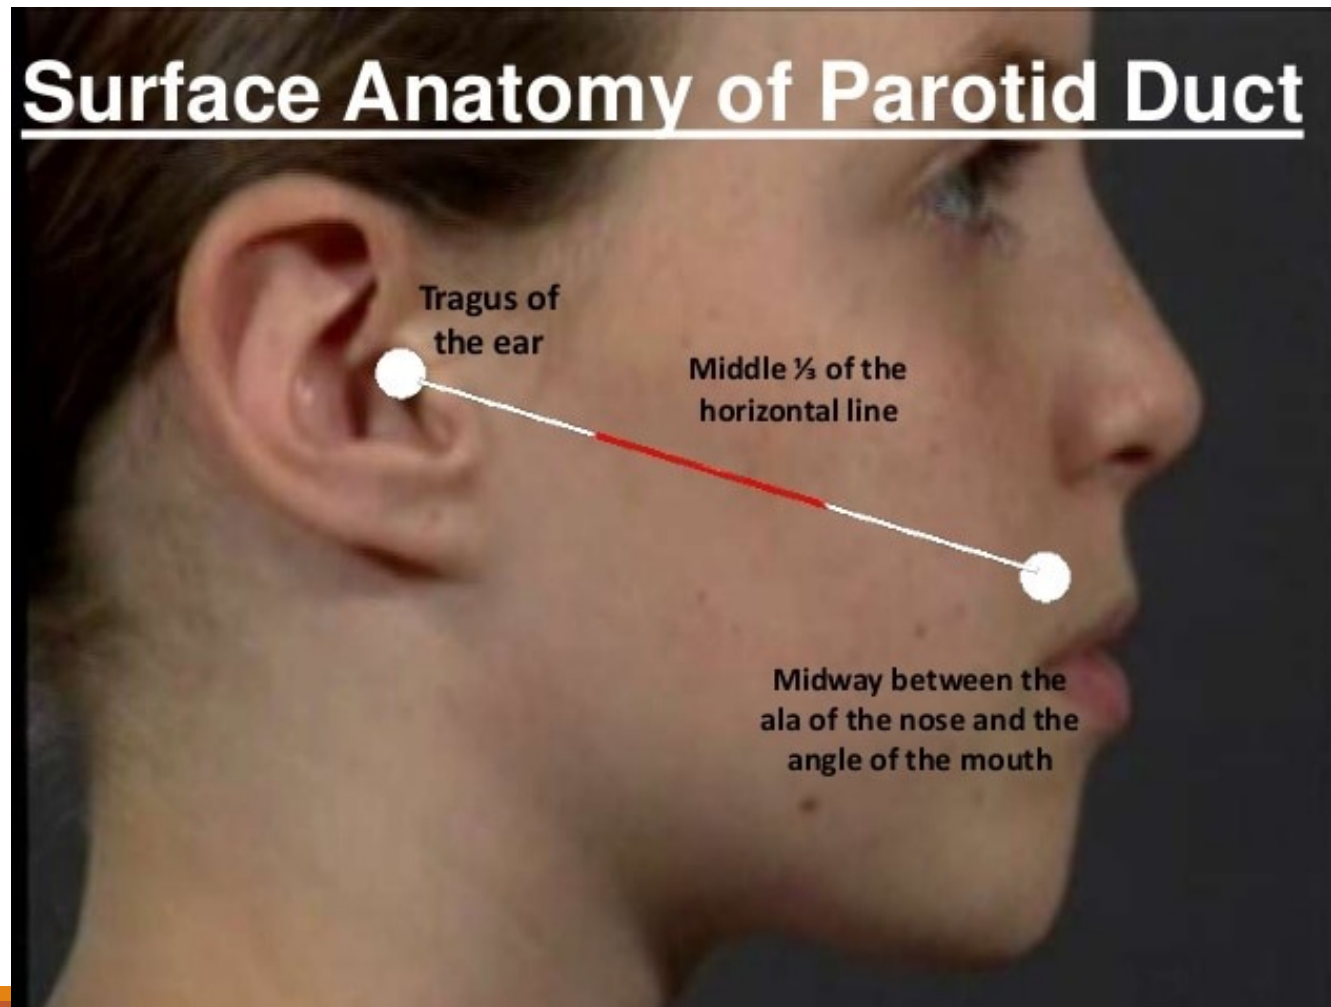 Surface Anatomy of Parotid Duct
Tragus of
the ear
Middle ⅓ of the
horizontal line
Midway between the
ala of the nose and the
angle of the mouth